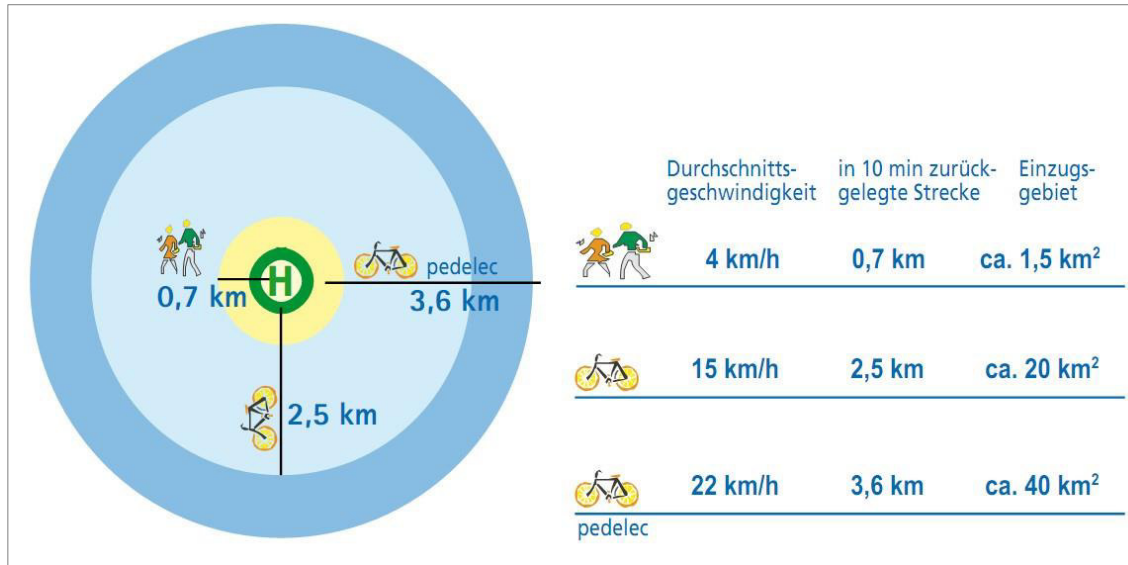 H
0,7 km
pedelec
3,6 km
2,5 km
Durchschnitts-
geschwindigkeit
in 10 min zurück-
gelegte Strecke
Einzugs-
gebiet
4 km/h
0,7 km
ca. 1,5 km²
15 km/h
2,5 km
ca. 20 km²
22 km/h
3,6 km
ca. 40 km²
pedelec